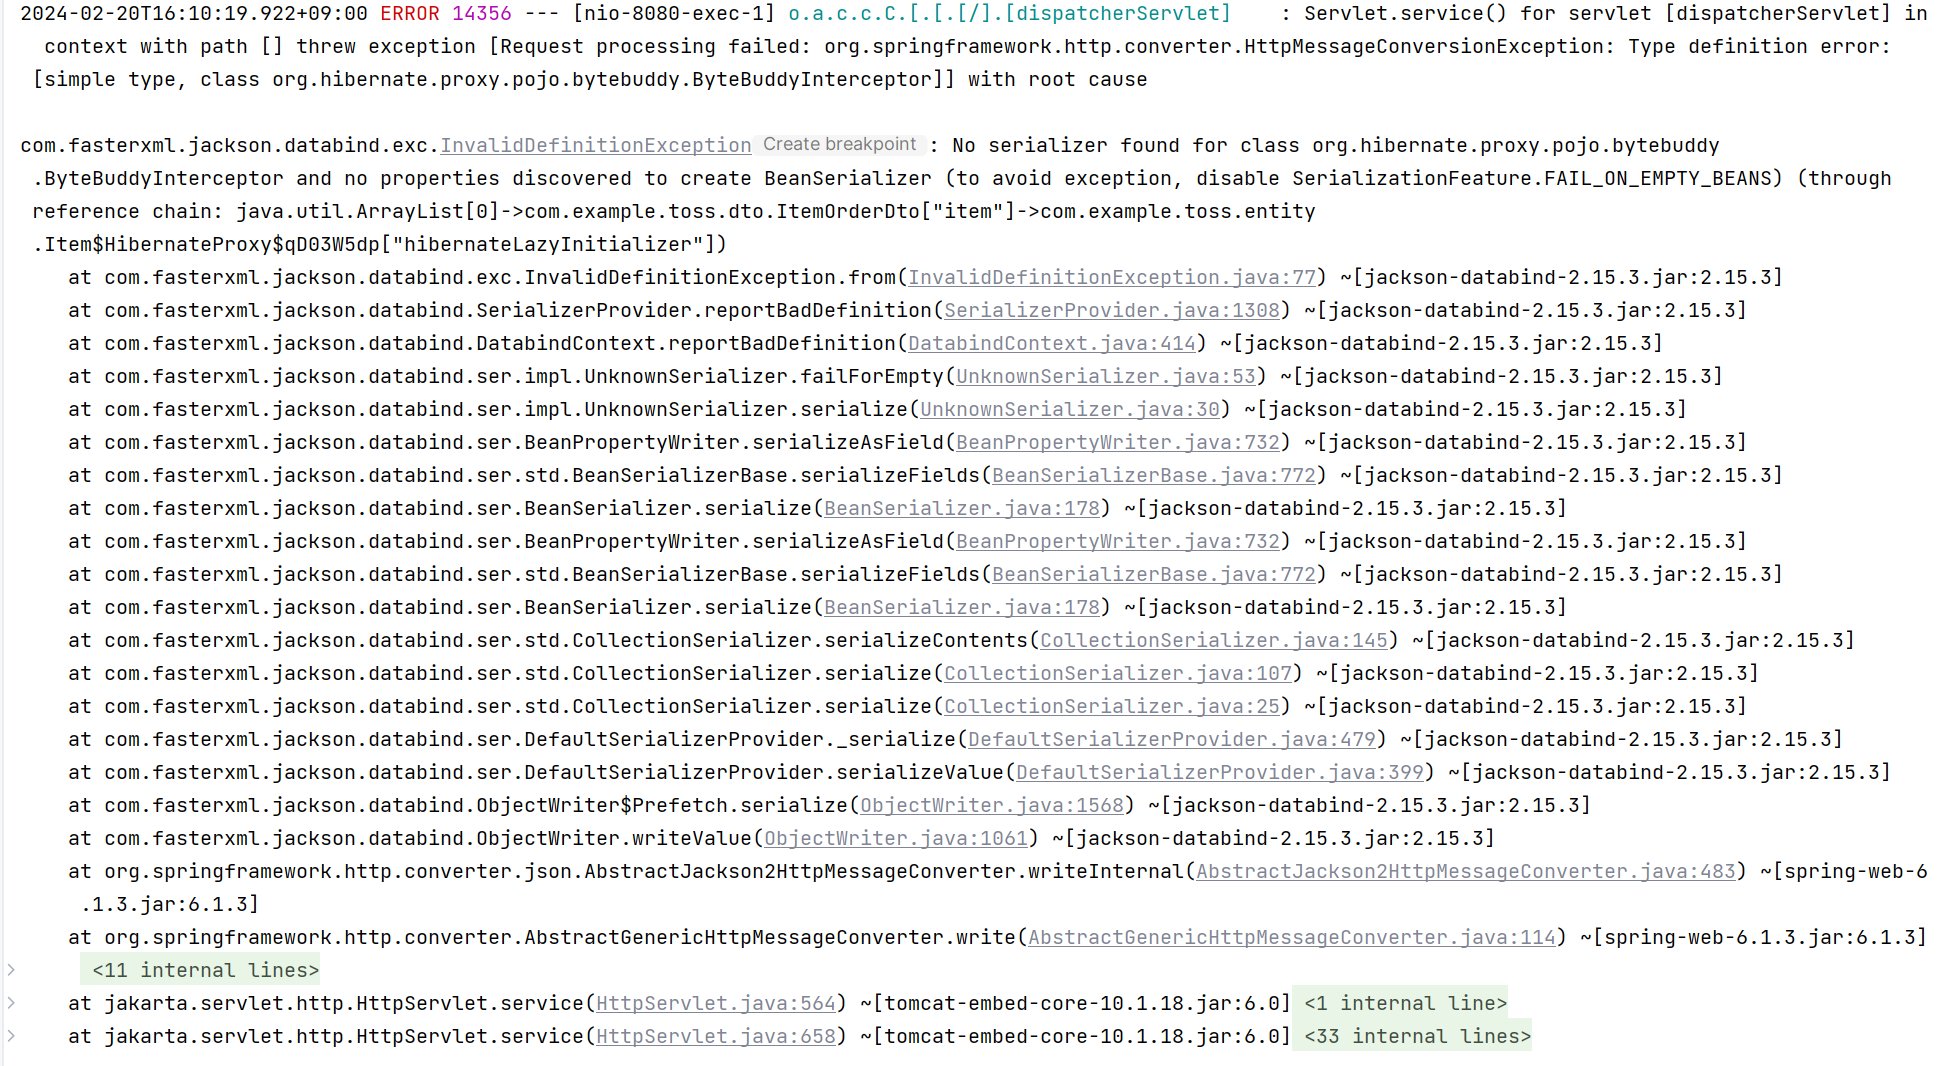 2024-02-20T16:10:19.922+09:00 ERROR 14356 --- [nio-8080-exec-1] o.a.c.c.C.[.[.[/].[dispatcherServlet]    : Servlet.service() for servlet [dispatcherServlet] in
context with path [] threw exception [Request processing failed: org.springframework.http.converter.HttpMessageConversionException: Type definition error:
[simple type, class org.hibernate.proxy.pojo.bytebuddy.ByteBuddyInterceptor]] with root cause
com.fasterxml.jackson.databind.exc.InvalidDefinitionException Create breakpoint : No serializer found for class org.hibernate.proxy.pojo.bytebuddy
.ByteBuddyInterceptor and no properties discovered to create BeanSerializer (to avoid exception, disable SerializationFeature.FAIL_ON_EMPTY_BEANS) (through
reference chain: java.util.ArrayList[0]->com.example.toss.dto.ItemOrderDto["item"]->com.example.toss.entity
.Item$HibernateProxy$qD03W5dp["hibernateLazyInitializer"])
at com.fasterxml.jackson.databind.exc.InvalidDefinitionException.from(InvalidDefinitionException.java:77) ~[jackson-databind-2.15.3.jar:2.15.3]
at com.fasterxml.jackson.databind.SerializerProvider.reportBadDefinition(SerializerProvider.java:1308) ~[jackson-databind-2.15.3.jar:2.15.3]
at com.fasterxml.jackson.databind.DatabindContext.reportBadDefinition(DatabindContext.java:414) ~[jackson-databind-2.15.3.jar:2.15.3]
at com.fasterxml.jackson.databind.ser.impl.UnknownSerializer.failForEmpty(UnknownSerializer.java:53) ~[jackson-databind-2.15.3.jar:2.15.3]
at com.fasterxml.jackson.databind.ser.impl.UnknownSerializer.serialize(UnknownSerializer.java:30) ~[jackson-databind-2.15.3.jar:2.15.3]
at com.fasterxml.jackson.databind.ser.BeanPropertyWriter.serializeAsField(BeanPropertyWriter.java:732) ~[jackson-databind-2.15.3.jar:2.15.3]
at com.fasterxml.jackson.databind.ser.std.BeanSerializerBase.serializeFields(BeanSerializerBase.java:772) ~[jackson-databind-2.15.3.jar:2.15.3]
at com.fasterxml.jackson.databind.ser.BeanSerializer.serialize(BeanSerializer.java:178) ~[jackson-databind-2.15.3.jar:2.15.3]
at com.fasterxml.jackson.databind.ser.BeanPropertyWriter.serializeAsField(BeanPropertyWriter.java:732) ~[jackson-databind-2.15.3.jar:2.15.3]
at com.fasterxml.jackson.databind.ser.std.BeanSerializerBase.serializeFields(BeanSerializerBase.java:772) ~[jackson-databind-2.15.3.jar:2.15.3]
at com.fasterxml.jackson.databind.ser.BeanSerializer.serialize(BeanSerializer.java:178) ~[jackson-databind-2.15.3.jar:2.15.3]
at com.fasterxml.jackson.databind.ser.std.CollectionSerializer.serializeContents(CollectionSerializer.java:145) ~[jackson-databind-2.15.3.jar:2.15.3]
at com.fasterxml.jackson.databind.ser.std.CollectionSerializer.serialize(CollectionSerializer.java:107) ~[jackson-databind-2.15.3.jar:2.15.3]
at com.fasterxml.jackson.databind.ser.std.CollectionSerializer.serialize(CollectionSerializer.java:25) ~[jackson-databind-2.15.3.jar:2.15.3]
at com.fasterxml.jackson.databind.ser.DefaultSerializerProvider._serialize(DefaultSerializerProvider.java:479) ~[jackson-databind-2.15.3.jar:2.15.3]
at com.fasterxml.jackson.databind.ser.DefaultSerializerProvider.serializeValue(DefaultSerializerProvider.java:399) ~[jackson-databind-2.15.3.jar:2.15.3]
at com.fasterxml.jackson.databind.ObjectWriter$Prefetch.serialize(ObjectWriter.java:1568) ~[jackson-databind-2.15.3.jar:2.15.3]
at com.fasterxml.jackson.databind.ObjectWriter.writeValue(ObjectWriter.java:1061) ~[jackson-databind-2.15.3.jar:2.15.3]
at org.springframework.http.converter.json.AbstractJackson2HttpMessageConverter.writeInternal(AbstractJackson2HttpMessageConverter.java:483) ~[spring-web-6
.1.3.jar:6.1.3]
at org.springframework.http.converter.AbstractGenericHttpMessageConverter.write(AbstractGenericHttpMessageConverter.java:114) ~[spring-web-6.1.3.jar:6.1.3]
<11 internal lines>
at jakarta.servlet.http.HttpServlet.service(HttpServlet.java:564) ~[tomcat-embed-core-10.1.18.jar:6.0] <1 internal line>
at jakarta.servlet.http.HttpServlet.service(HttpServlet.java:658) ~[tomcat-embed-core-10.1.18.jar:6.0] <33 internal lines>